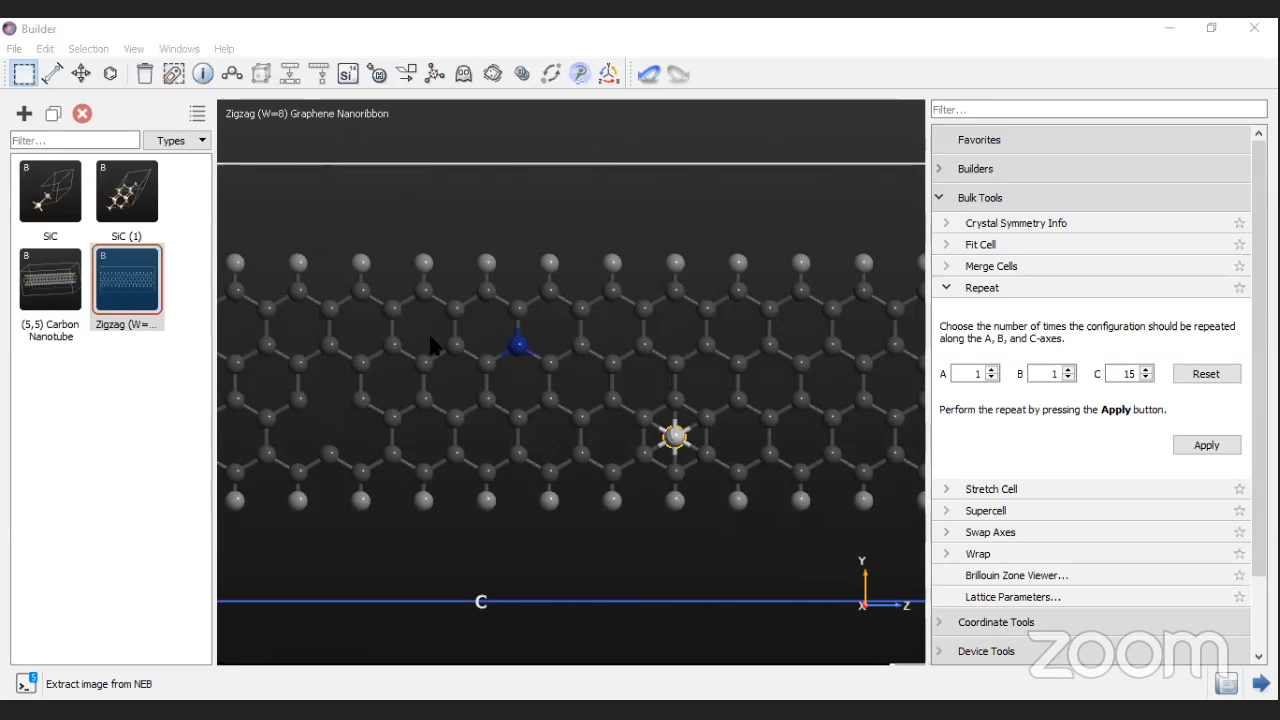 Builder
File Edit Selection View Windows Help
Si 14
Filter...
Types
B
SiC
B
SiC (1)
B
(5,5) Carbon
Nanotube
B
Zigzag (W=...
Zigzag (W=8) Graphene Nanoribbon
C
Y
X
Z
Filter...
Favorites
Builders
Bulk Tools
Crystal Symmetry Info
Fit Cell
Merge Cells
Repeat
Choose the number of times the configuration should be repeated
along the A, B, and C-axes.
A 1 B 1 C 15 Reset
Perform the repeat by pressing the Apply button.
Apply
Stretch Cell
Supercell
Swap Axes
Wrap
Brillouin Zone Viewer...
Lattice Parameters...
Coordinate Tools
Device Tools
zoom
5
Extract image from NEB